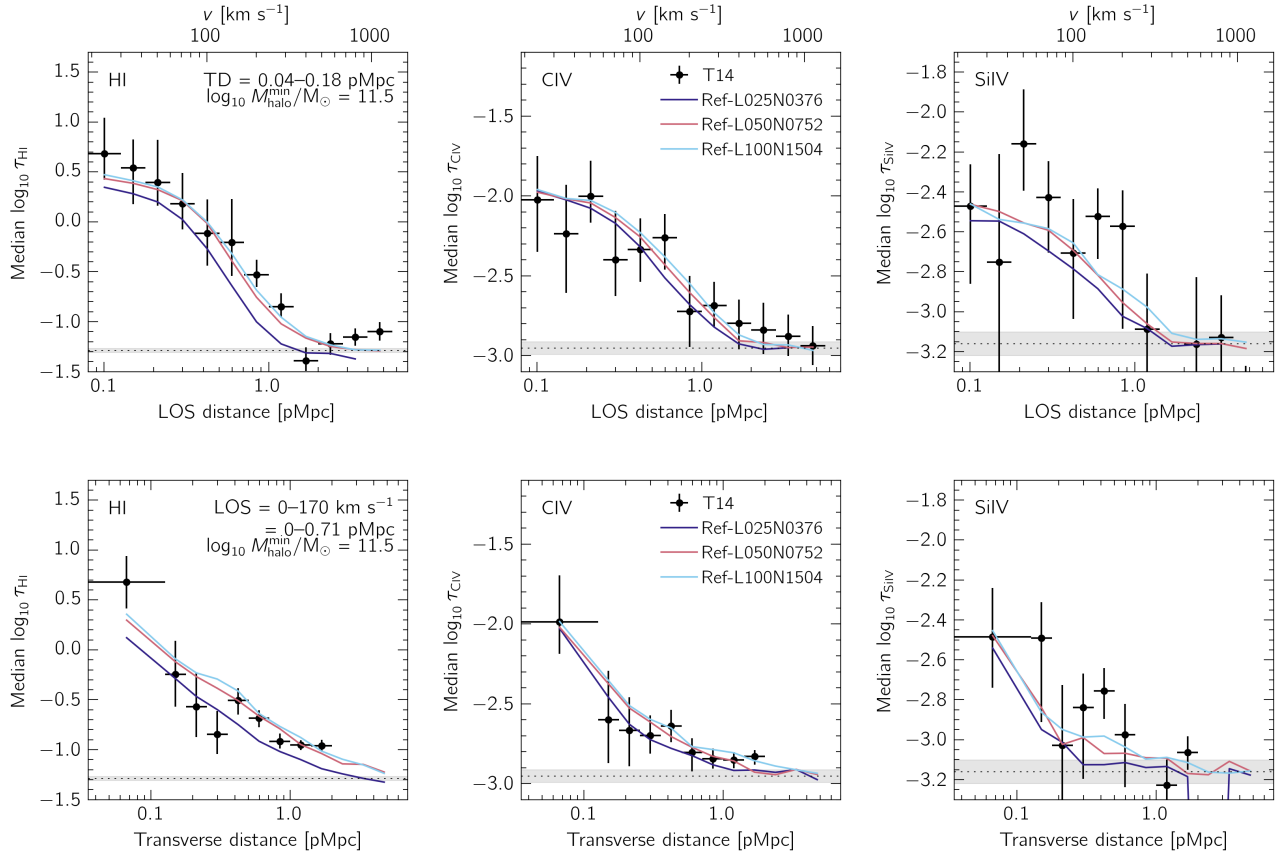 v [km s⁻¹]
100 1000
HI
TD = 0.04–0.18 pMpc
log₁₀ M_halo^min/M⊙ = 11.5
Median log₁₀ τ_HI
1.5
1.0
0.5
0.0
−0.5
−1.0
−1.5
0.1 1.0
LOS distance [pMpc]
v [km s⁻¹]
100 1000
CIV
T14
Ref-L025N0376
Ref-L050N0752
Ref-L100N1504
Median log₁₀ τ_CIV
−1.5
−2.0
−2.5
−3.0
0.1 1.0
LOS distance [pMpc]
v [km s⁻¹]
100 1000
SiIV
Median log₁₀ τ_SiIV
−1.8
−2.0
−2.2
−2.4
−2.6
−2.8
−3.0
−3.2
0.1 1.0
LOS distance [pMpc]
HI
LOS = 0–170 km s⁻¹
= 0–0.71 pMpc
log₁₀ M_halo^min/M⊙ = 11.5
Median log₁₀ τ_HI
1.5
1.0
0.5
0.0
−0.5
−1.0
−1.5
0.1 1.0
Transverse distance [pMpc]
CIV
T14
Ref-L025N0376
Ref-L050N0752
Ref-L100N1504
Median log₁₀ τ_CIV
−1.5
−2.0
−2.5
−3.0
0.1 1.0
Transverse distance [pMpc]
SiIV
Median log₁₀ τ_SiIV
−1.8
−2.0
−2.2
−2.4
−2.6
−2.8
−3.0
−3.2
0.1 1.0
Transverse distance [pMpc]